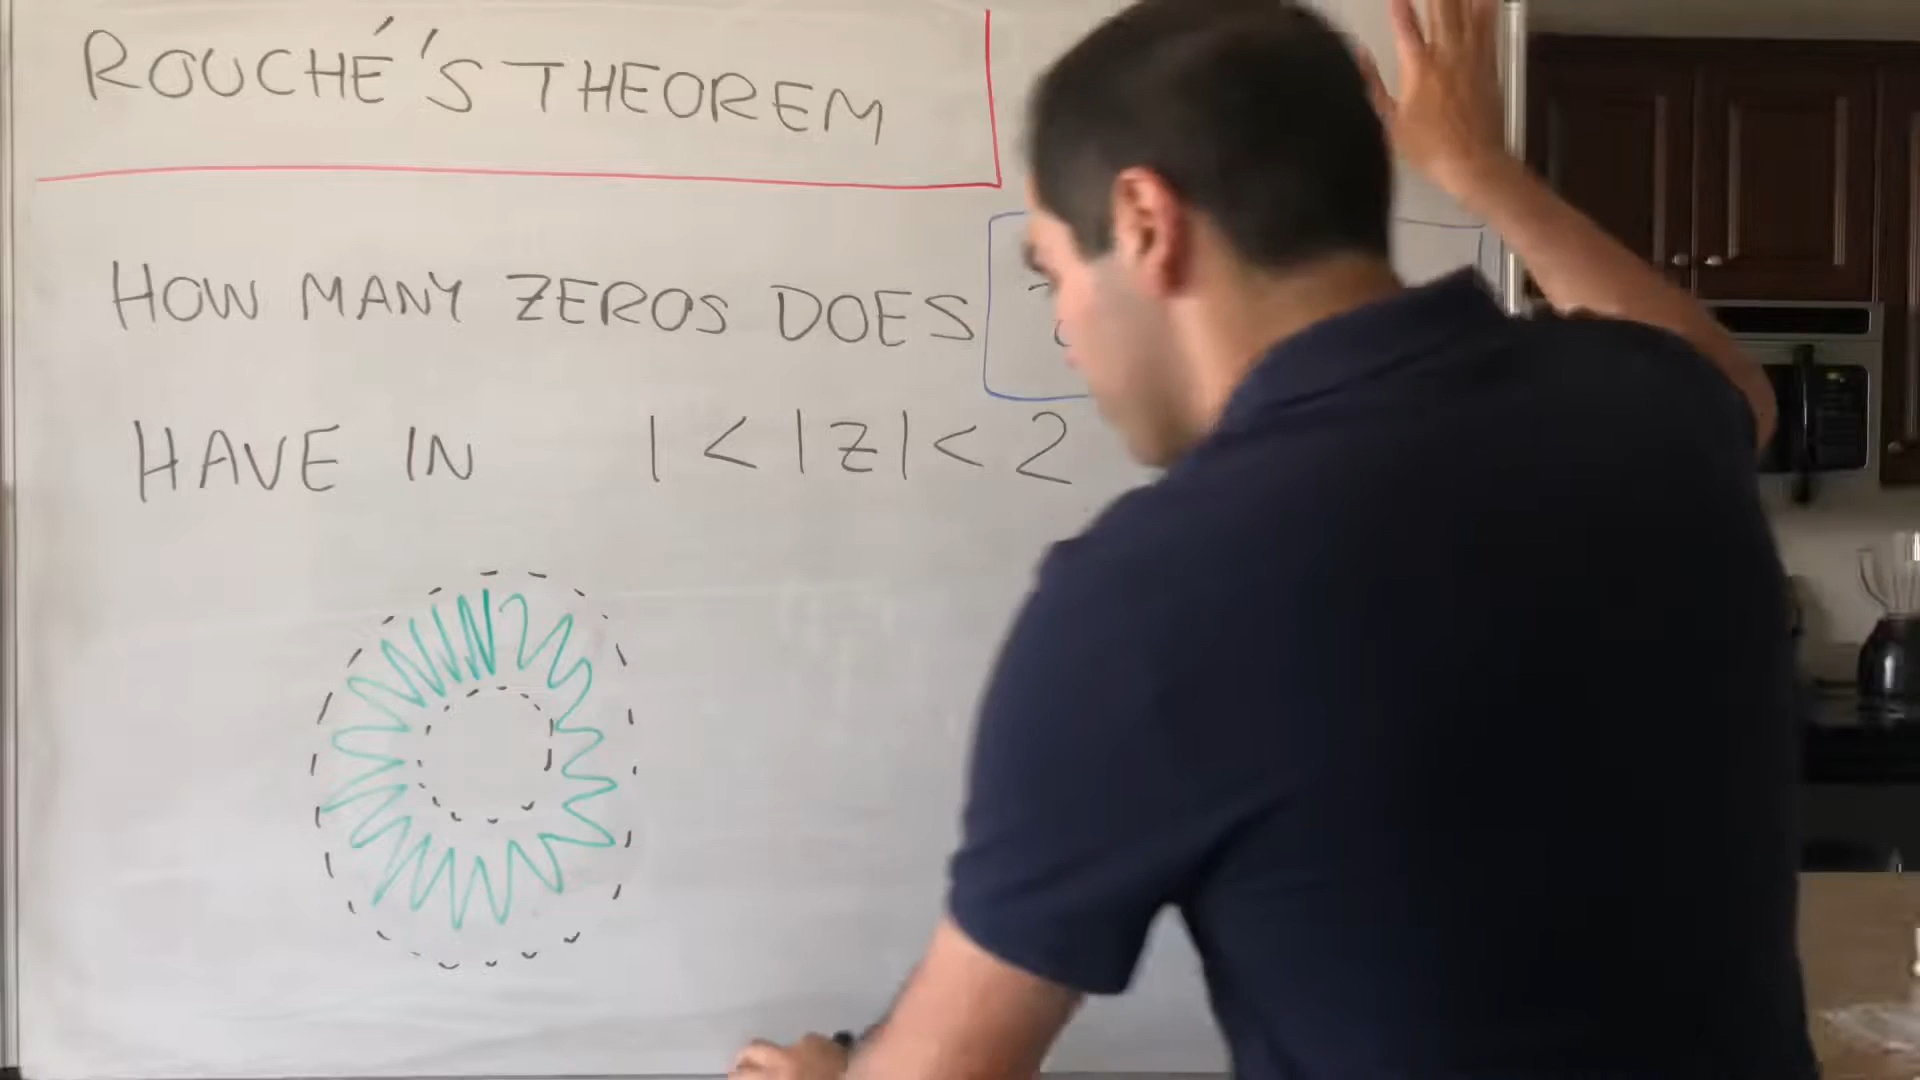 ROUCHÉ'S THEOREM
HOW MANY ZEROS DOES
HAVE IN 1 < |z| < 2